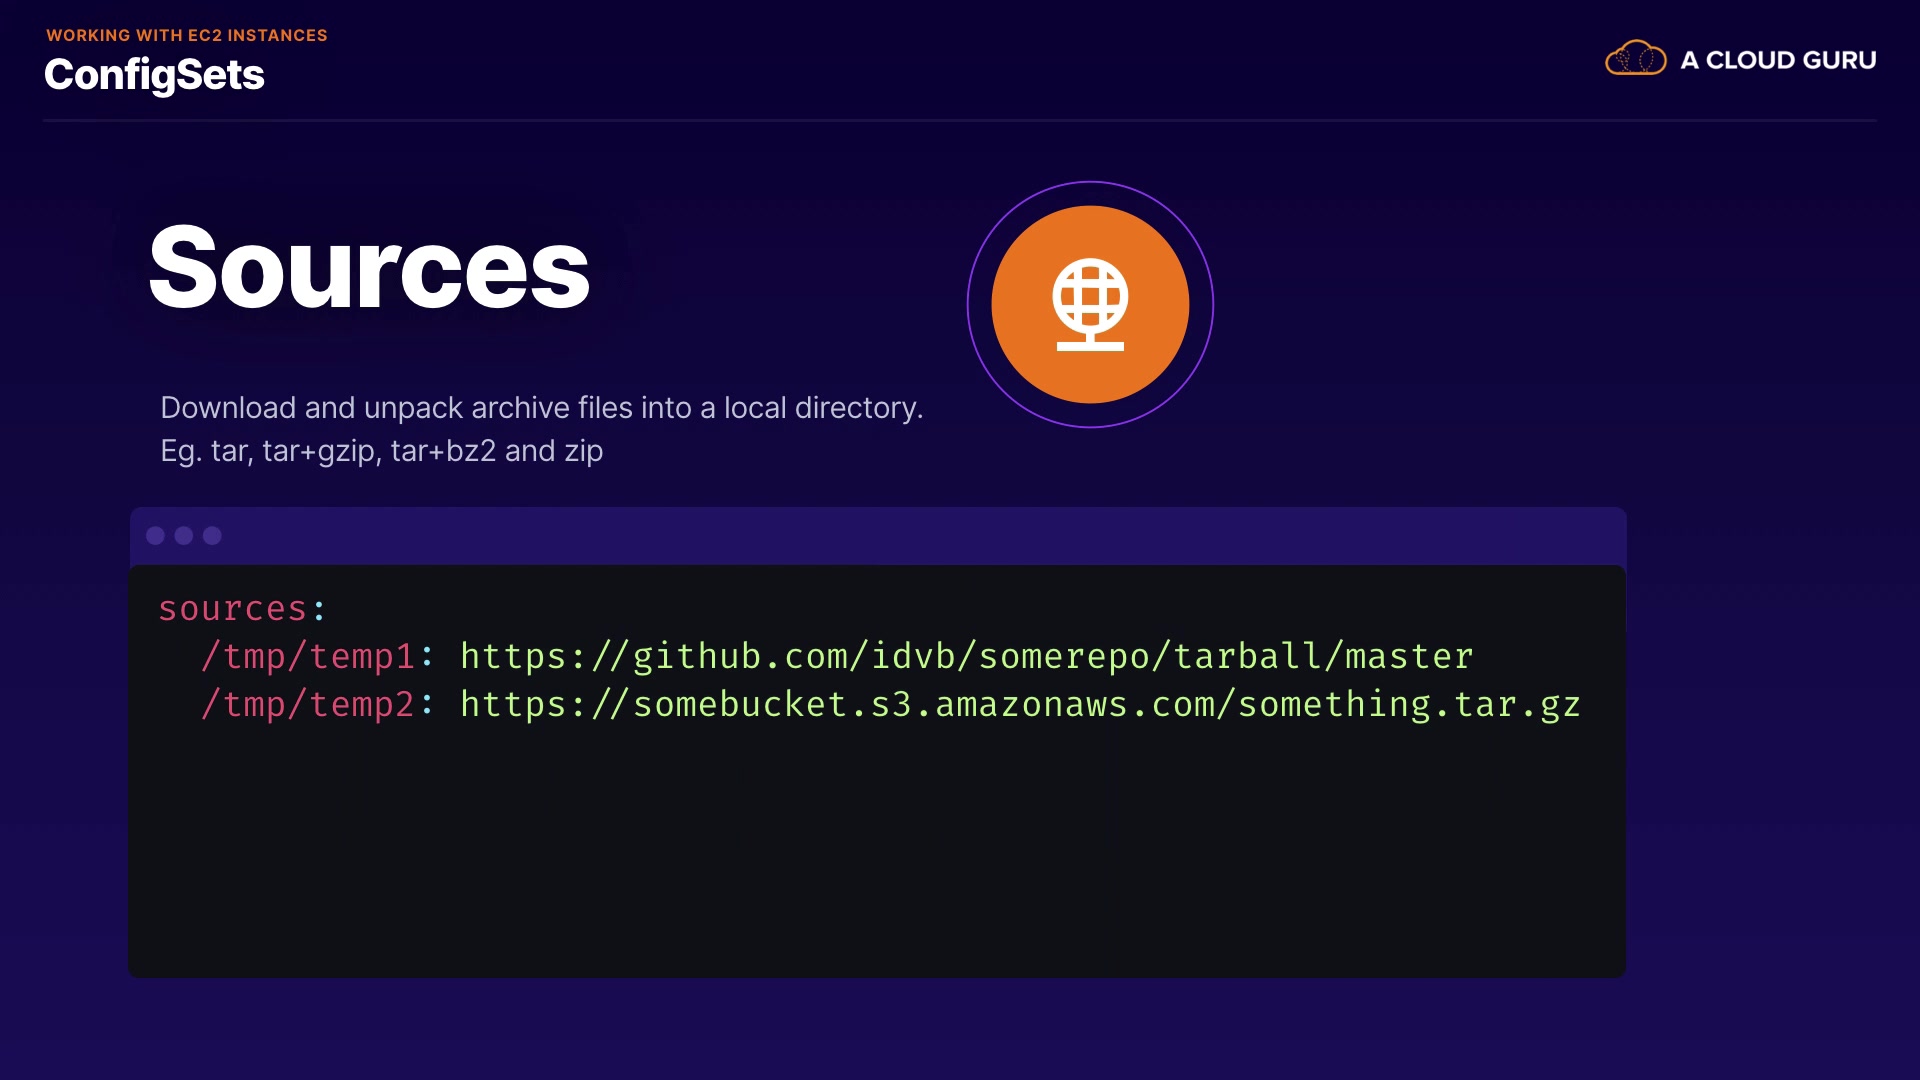 WORKING WITH EC2 INSTANCES
ConfigSets
A CLOUD GURU
Sources
Download and unpack archive files into a local directory.
Eg. tar, tar+gzip, tar+bz2 and zip
sources:
  /tmp/temp1: https://github.com/idvb/somerepo/tarball/master
  /tmp/temp2: https://somebucket.s3.amazonaws.com/something.tar.gz